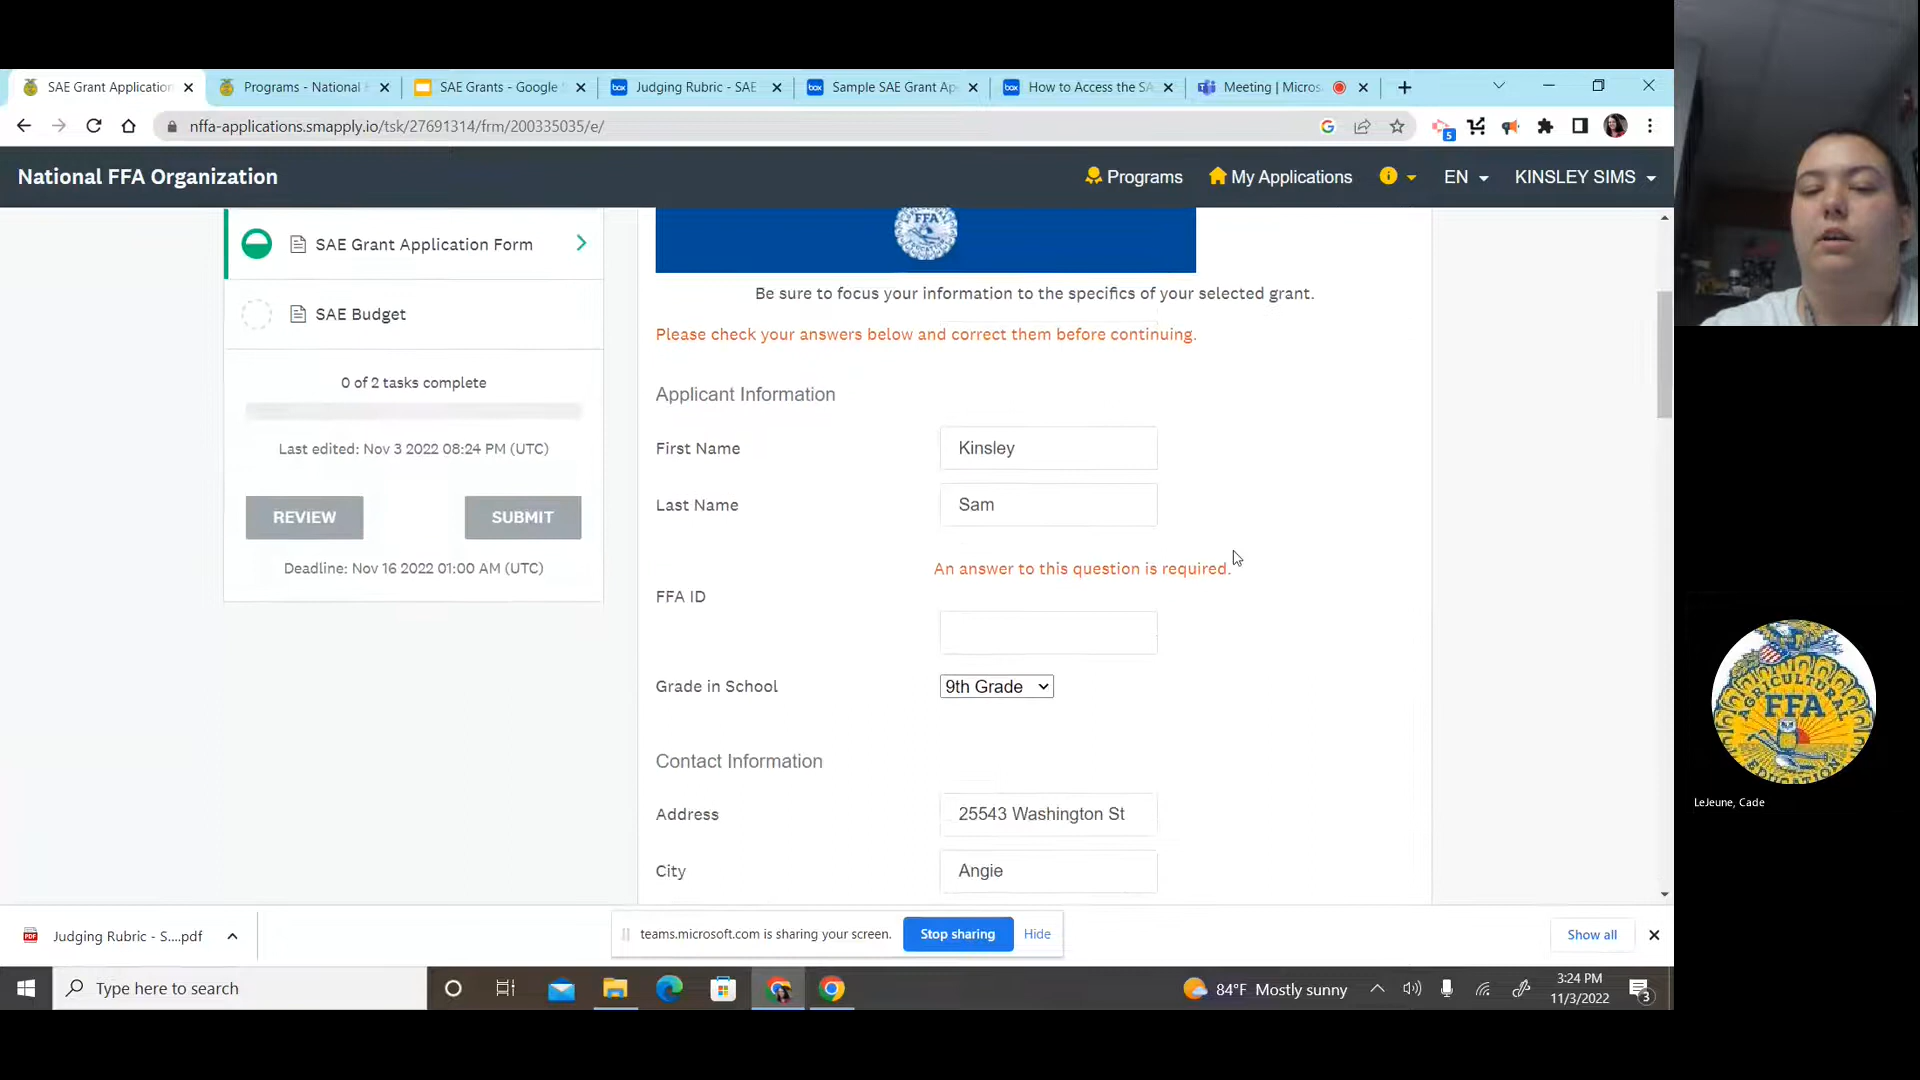 SAE Grant Application
Programs - National
SAE Grants - Google
Judging Rubric - SAE
Sample SAE Grant Ap
How to Access the SA
Meeting | Micros
nffa-applications.smapply.io/tsk/27691314/frm/200335035/e/
5
National FFA Organization
Programs
My Applications
EN
KINSLEY SIMS
SAE Grant Application Form
SAE Budget
0 of 2 tasks complete
Last edited: Nov 3 2022 08:24 PM (UTC)
REVIEW
SUBMIT
Deadline: Nov 16 2022 01:00 AM (UTC)
FFA
Be sure to focus your information to the specifics of your selected grant.
Please check your answers below and correct them before continuing.
Applicant Information
First Name
Kinsley
Last Name
Sam
An answer to this question is required.
FFA ID
Grade in School
9th Grade
Contact Information
Address
25543 Washington St
City
Angie
AGRICULTURAL
FFA
EDUCATION
LeJeune, Cade
Judging Rubric - S....pdf
teams.microsoft.com is sharing your screen.
Stop sharing
Hide
Show all
Type here to search
84°F Mostly sunny
3:24 PM
11/3/2022
3